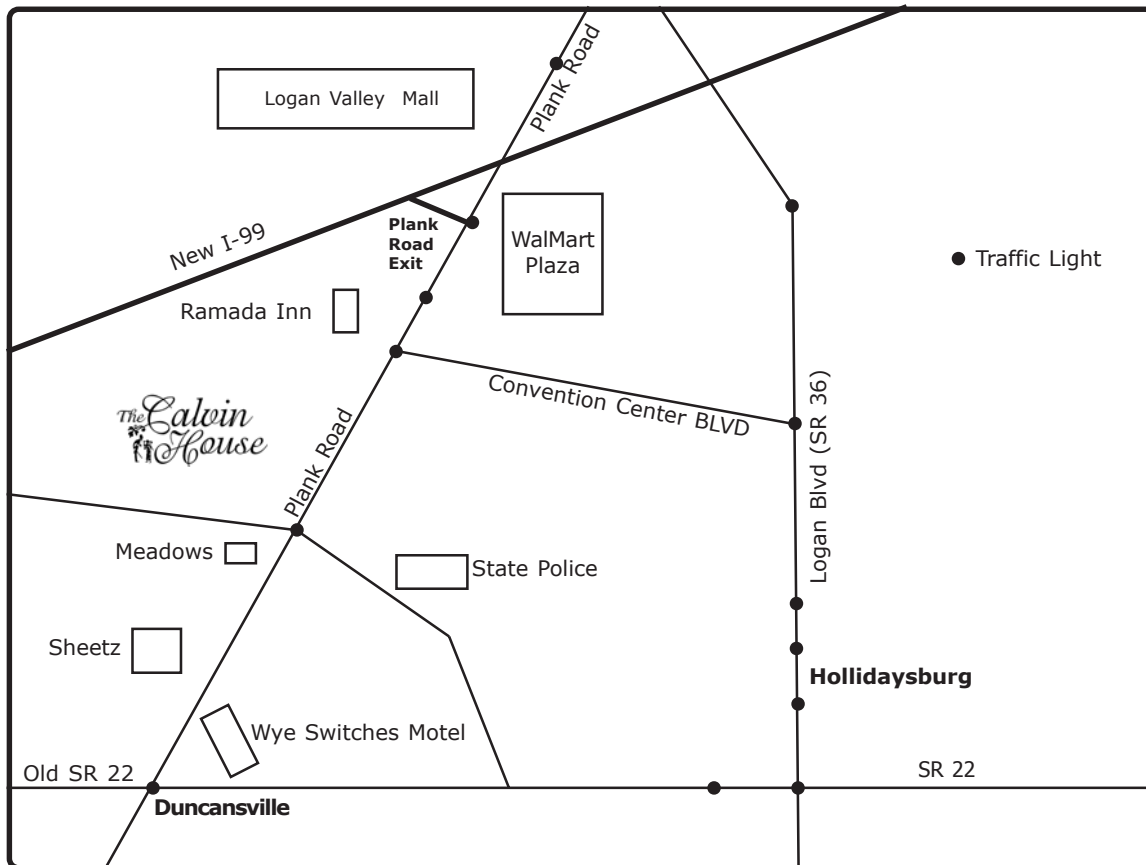 Plank Road
Logan Valley Mall
New I-99
Plank
Road
Exit
WalMart
Plaza
Traffic Light
Ramada Inn
Convention Center BLVD
Logan Blvd (SR 36)
The Calvin
House
Plank Road
Meadows
State Police
Sheetz
Hollidaysburg
Wye Switches Motel
Old SR 22
SR 22
Duncansville